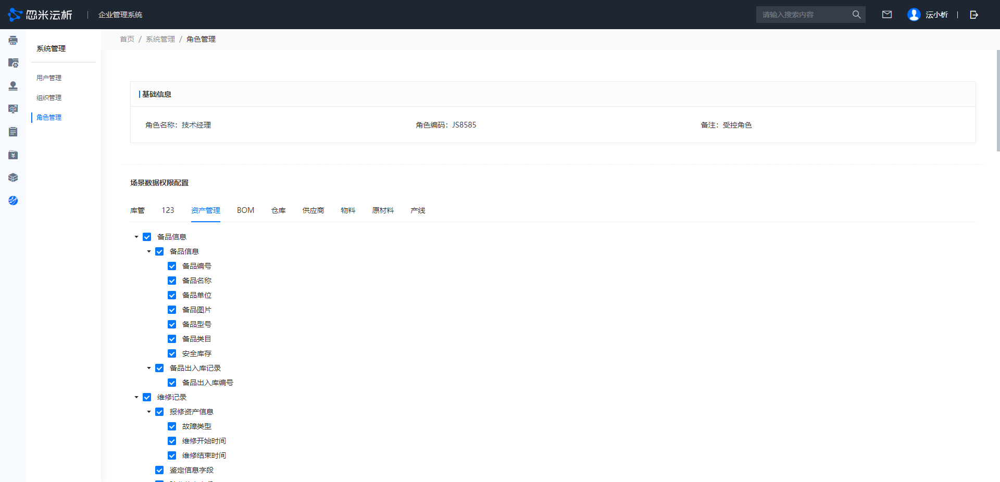 忽米沄析 | 企业管理系统
请输入搜索内容
沄小析
首页 / 系统管理 / 角色管理
系统管理
用户管理
组织管理
角色管理
基础信息
角色名称：技术经理 角色编码：JS8585 备注：受控角色
场景数据权限配置
库管 123 资产管理 BOM 仓库 供应商 物料 原材料 产线
备品信息
备品信息
备品编号
备品名称
备品单位
备品图片
备品型号
备品类目
安全库存
备品出入库记录
备品出入库编号
维修记录
报修资产信息
故障类型
维修开始时间
维修结束时间
鉴定信息字段